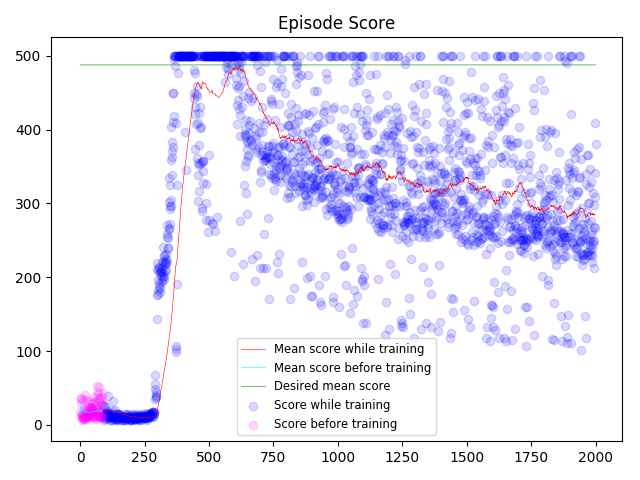 Episode Score
500
400
300
200
100
0
Mean score while training
Mean score before training
Desired mean score
Score while training
Score before training
0 250 500 750 1000 1250 1500 1750 2000